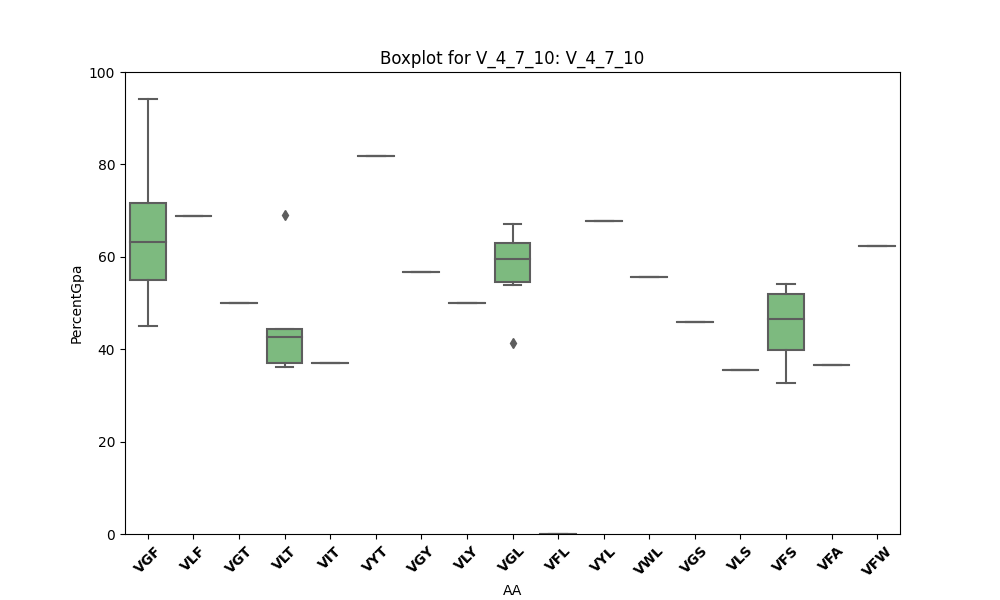 Boxplot for V_4_7_10: V_4_7_10
100
80
60
40
20
0
PercentGpa
VGF VLF VGT VLT VIT VYT VGY VLY VGL VFL VYL VWL VGS VLS VFS VFA VFW
AA